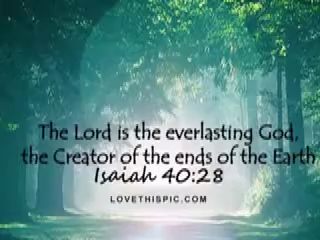 The Lord is the everlasting God,
the Creator of the ends of the Earth
Isaiah 40:28
LOVETHISPIC.COM